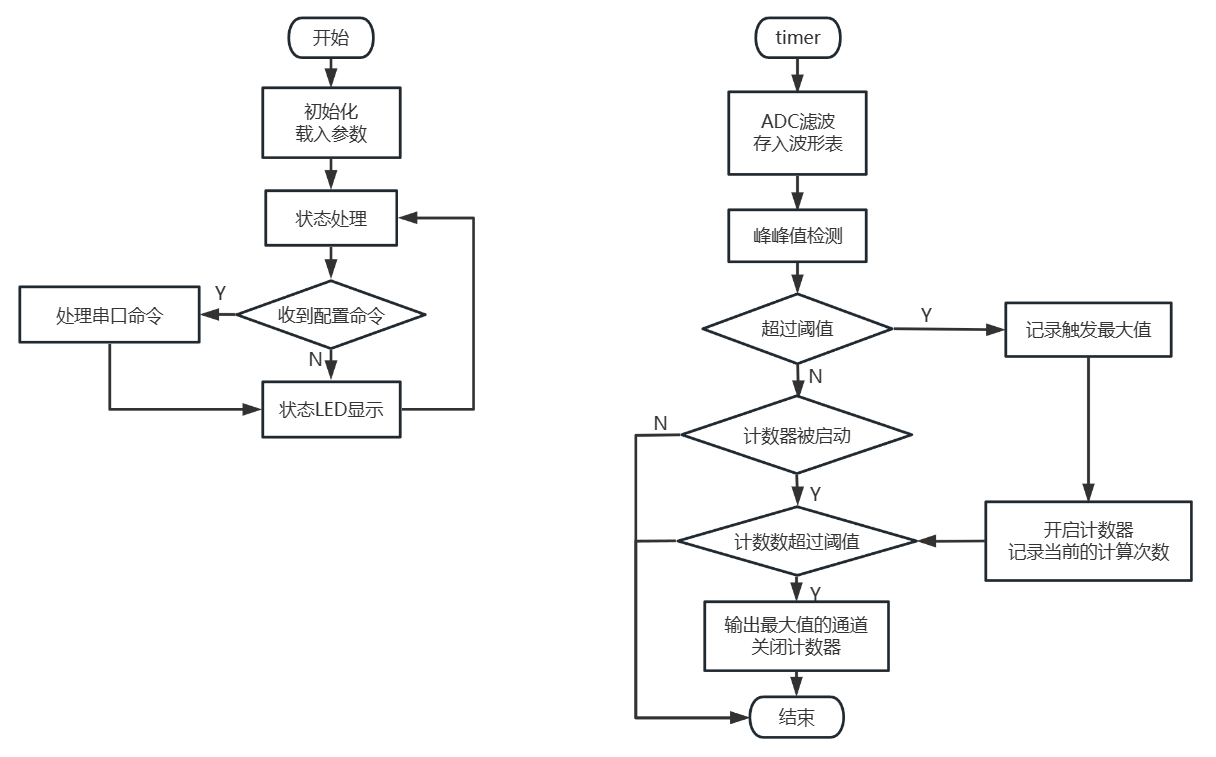 开始
初始化
载入参数
状态处理
收到配置命令
Y
处理串口命令
N
状态LED显示
timer
ADC滤波
存入波形表
峰峰值检测
超过阈值
Y
记录触发最大值
N
计数器被启动
N
Y
开启计数器
记录当前的计算次数
计数数超过阈值
Y
输出最大值的通道
关闭计数器
结束